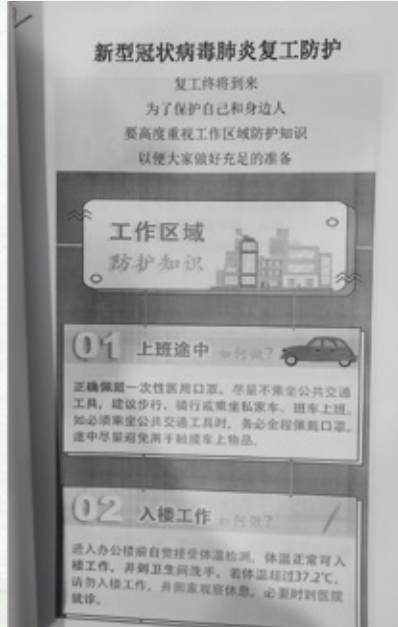 新型冠状病毒肺炎复工防护
复工终将到来
为了保护自己和身边人
要高度重视工作区域防护知识
以便大家做好充足的准备
工作区域
防护知识
01 上班途中 如何做?
正确佩戴一次性医用口罩。尽量不乘坐公共交通
工具,建议步行、骑行或乘坐私家车、班车上班。
如必须乘坐公共交通工具时,务必全程佩戴口罩。
途中尽量避免用手触摸车上物品。
02 入楼工作 如何做?
进入办公楼前自觉接受体温检测,体温正常可入
楼工作,并到卫生间洗手。若体温超过37.2℃,
请勿入楼工作,并回家观察休息,必要时到医院
就诊。